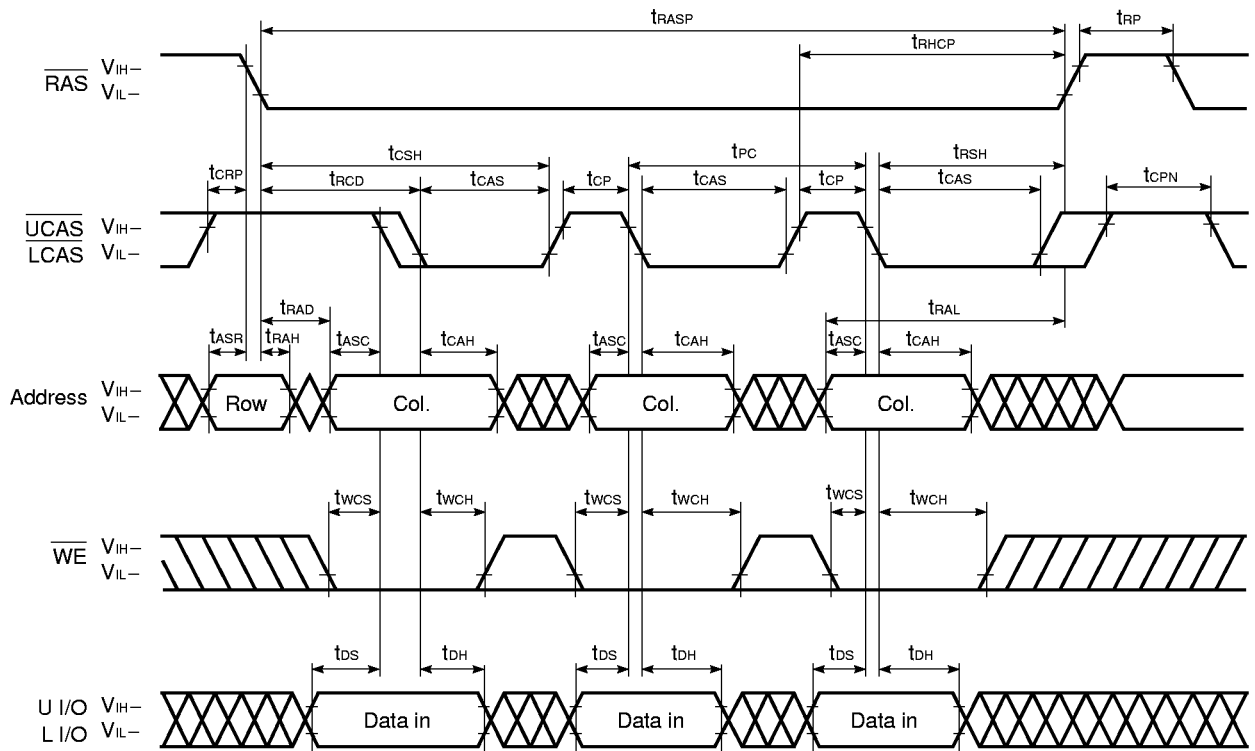 tRASP tRP
tRHCP
RAS VIH–
VIL–
tCSH tPC tRSH
tCRP tRCD tCAS tCP tCAS tCP tCAS tCPN
UCAS VIH–
LCAS VIL–
tRAD tRAL
tASR tRAH tASC tCAH tASC tCAH tASC tCAH
Address VIH–
VIL–
Row Col. Col. Col.
tWCS tWCH tWCS tWCH tWCS tWCH
WE VIH–
VIL–
tDS tDH tDS tDH tDS tDH
U I/O VIH–
L I/O VIL–
Data in Data in Data in